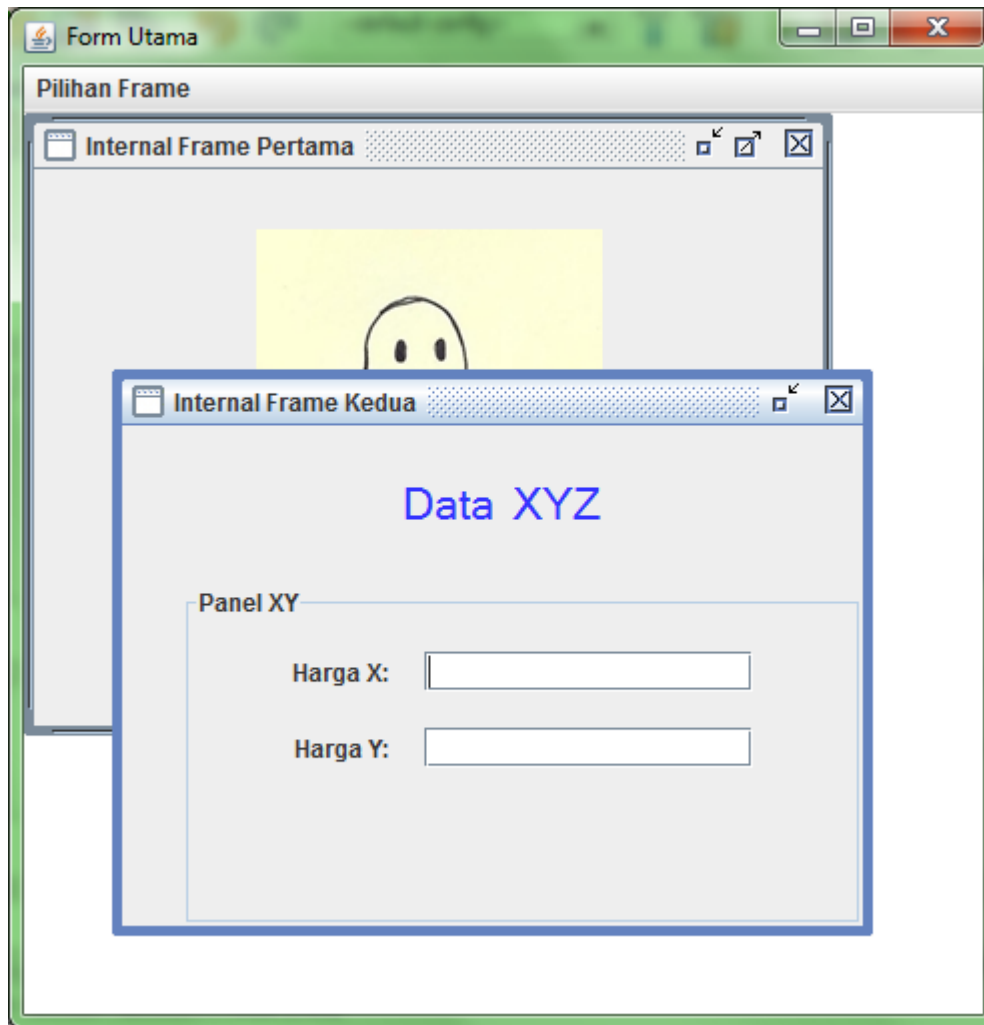 Form Utama
Pilihan Frame
Internal Frame Pertama
Internal Frame Kedua
Data XYZ
Panel XY
Harga X:
Harga Y: